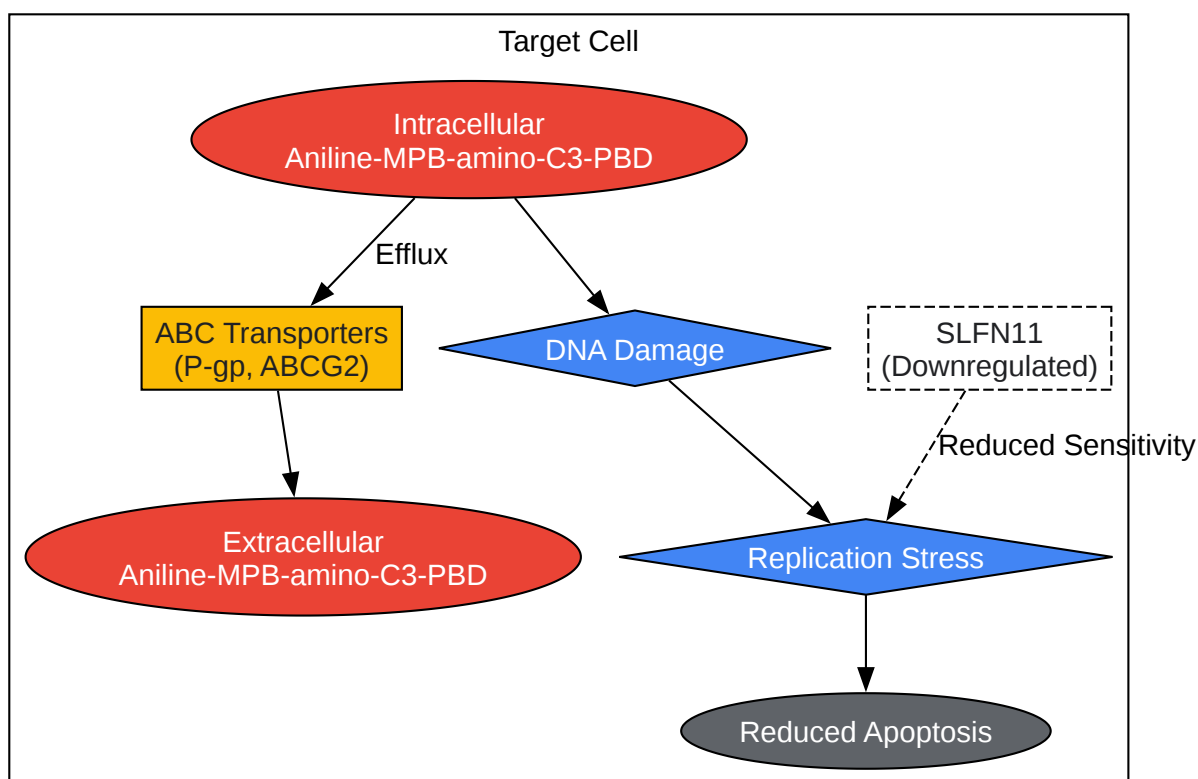 Target Cell
Intracellular
Aniline-MPB-amino-C3-PBD
Efflux
ABC Transporters
(P-gp, ABCG2)
DNA Damage
SLFN11
(Downregulated)
Reduced Sensitivity
Extracellular
Aniline-MPB-amino-C3-PBD
Replication Stress
Reduced Apoptosis